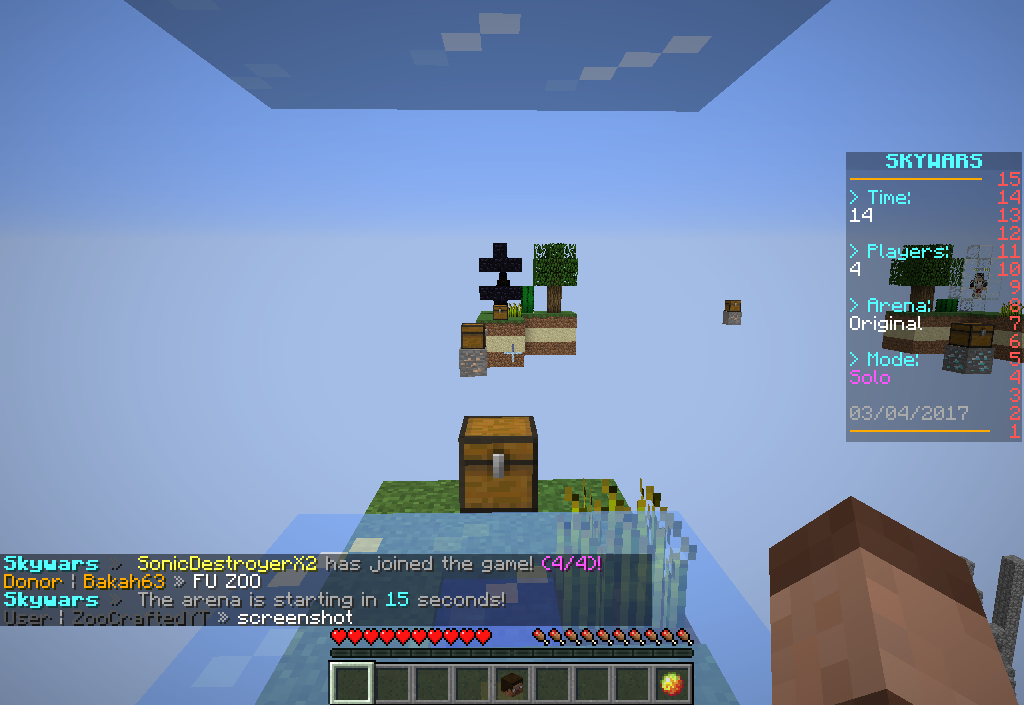 SKYWARS
15
> Time: 14
14 13
12
> Players: 11
4 10
9
> Arena: 8
Original 7
6
> Mode: 5
Solo 4
3
03/04/2017 2
1
Skywars SonicDestroyerX2 has joined the game! (4/4)!
Donor | Bakah63 » FU ZOO
Skywars The arena is starting in 15 seconds!
User | ZooCraftedYT » screenshot